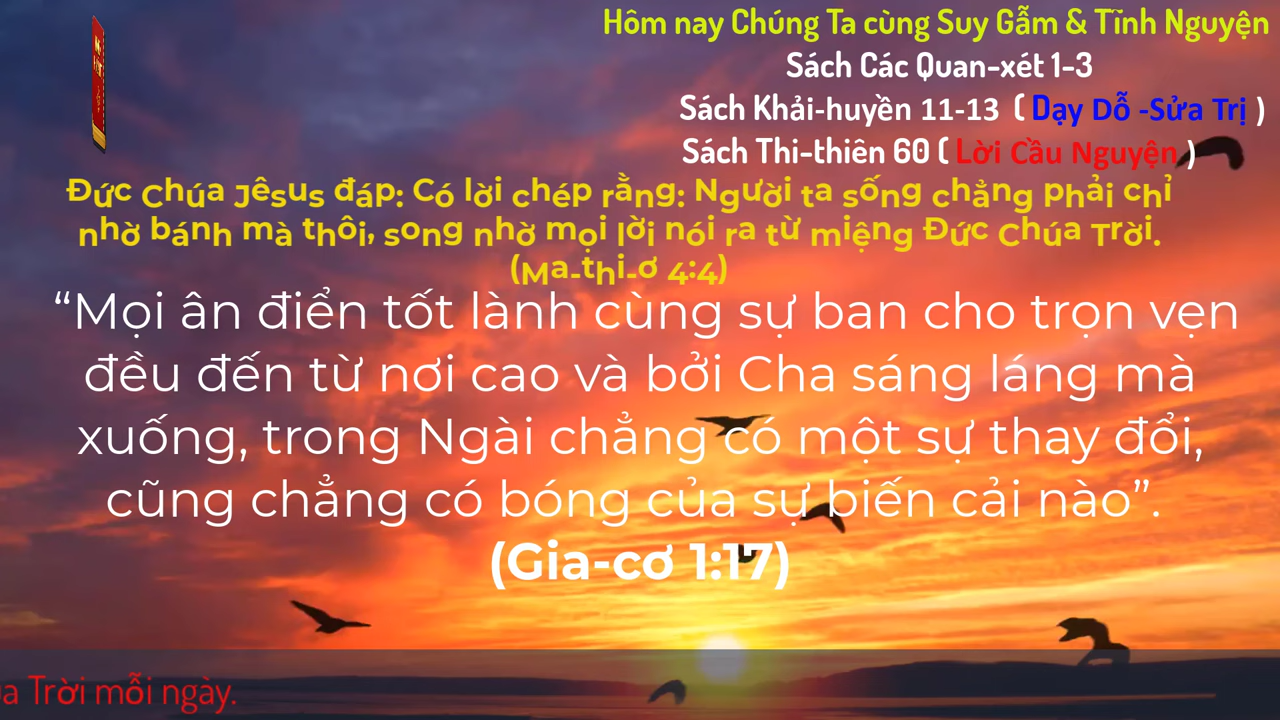 Hôm nay Chúng Ta cùng Suy Gẫm & Tĩnh Nguyện
Sách Các Quan-xét 1-3
Sách Khải-huyền 11-13 ( Dạy Dỗ -Sửa Trị )
Sách Thi-thiên 60 ( Lời Cầu Nguyện )
Đức Chúa Jêsus đáp: Có lời chép rằng: Người ta sống chẳng phải chỉ
nhờ bánh mà thôi, song nhờ mọi lời nói ra từ miệng Đức Chúa Trời.
(Ma-thi-ơ 4:4)
“Mọi ân điển tốt lành cùng sự ban cho trọn vẹn
đều đến từ nơi cao và bởi Cha sáng láng mà
xuống, trong Ngài chẳng có một sự thay đổi,
cũng chẳng có bóng của sự biến cải nào”.
(Gia-cơ 1:17)
Trời mỗi ngày.